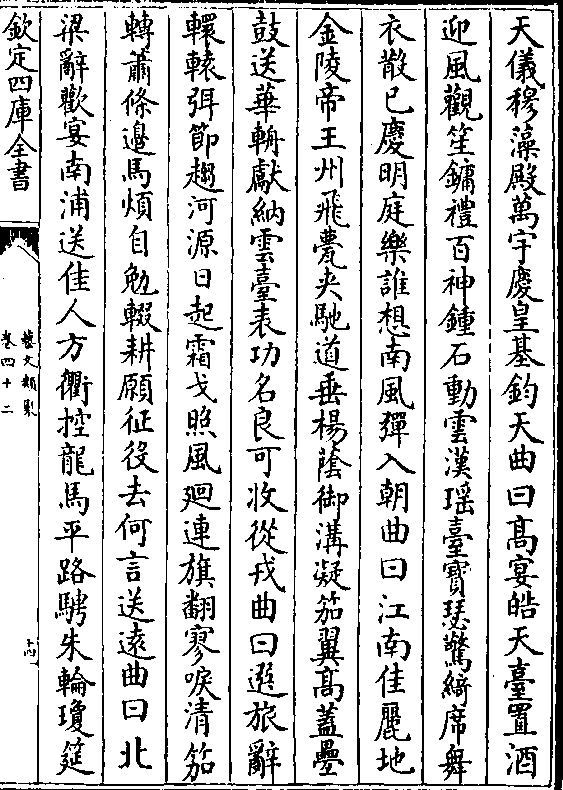 天儀穆藻殿萬宇慶皇基鈞天曲曰髙宴皓天臺置酒
迎風觀笙鏞禮百神鍾石動雲漢瑶臺寶瑟驚綺席舞
衣散已慶明庭樂誰想南風彈入朝曲曰江南佳麗地
金陵帝王州飛甍夾馳道垂楊蔭御溝凝笳翼髙蓋疊
鼓送華輈獻納雲臺表功名良可收從戎曲曰選旅辭
轘轅弭節趨河源日起霜戈照風廻連旗翻寥唳清笳
轉蕭條邊馬煩自勉輟耕願征役去何言送逺曲曰北
梁辭歡宴南浦送佳人方衢控龍馬平路騁朱輪瓊筵
欽定四庫全書
藝文類聚
卷四十二
十四